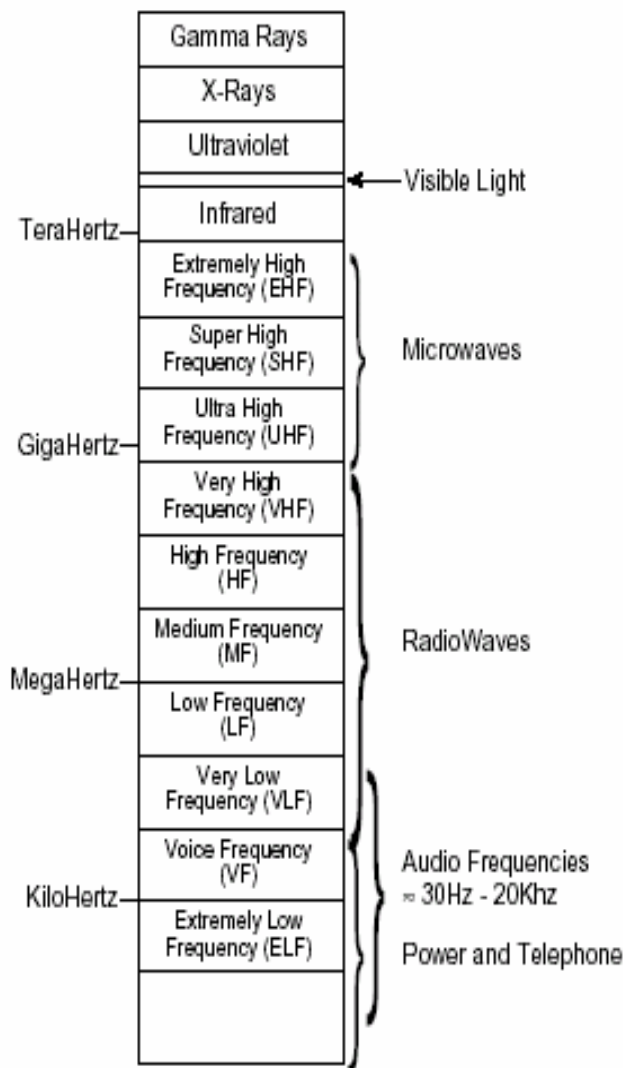 Gamma Rays
X-Rays
Ultraviolet
Visible Light
Infrared
TeraHertz
Extremely High
Frequency (EHF)
Super High
Frequency (SHF)
Microwaves
Ultra High
Frequency (UHF)
GigaHertz
Very High
Frequency (VHF)
High Frequency
(HF)
Medium Frequency
(MF)
RadioWaves
MegaHertz
Low Frequency
(LF)
Very Low
Frequency (VLF)
Voice Frequency
(VF)
Audio Frequencies
≈ 30Hz - 20Khz
KiloHertz
Extremely Low
Frequency (ELF)
Power and Telephone